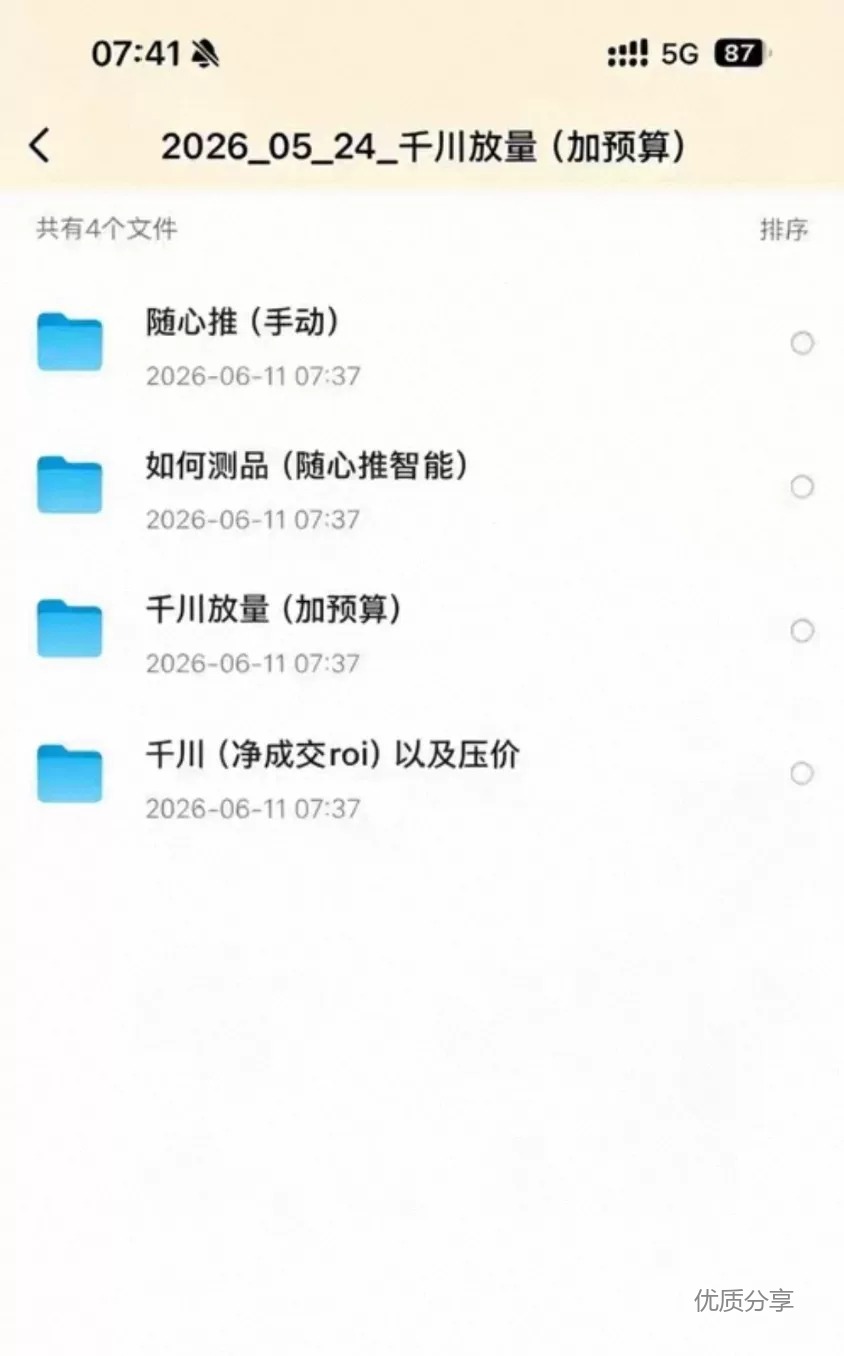 07:41 5G 87
2026_05_24_千川放量（加预算）
共有4个文件 排序
随心推（手动）
2026-06-11 07:37
如何测品（随心推智能）
2026-06-11 07:37
千川放量（加预算）
2026-06-11 07:37
千川（净成交roi）以及压价
2026-06-11 07:37
优质分享